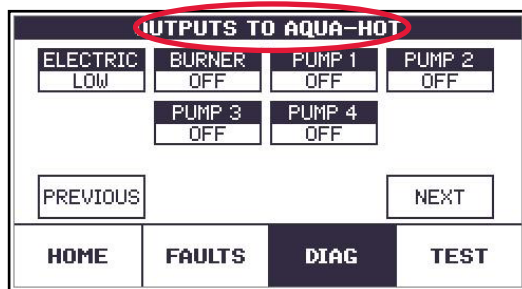 OUTPUTS TO AQUA-HOT
ELECTRIC BURNER PUMP 1 PUMP 2
LOW OFF OFF OFF
PUMP 3 PUMP 4
OFF OFF
PREVIOUS NEXT
HOME FAULTS DIAG TEST